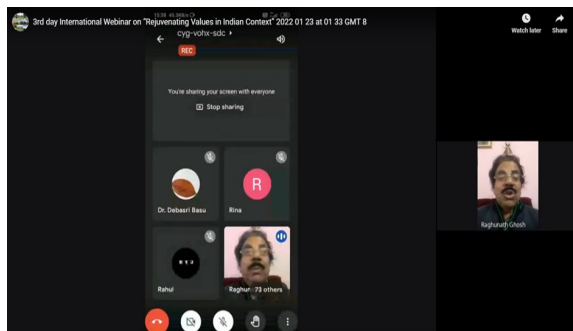 3rd day International Webinar on "Rejuvenating Values in Indian Context" 2022 01 23 at 01 33 GMT 8
Watch later
Share
cyg-vohx-sdc
REC
You're sharing your screen with everyone
Stop sharing
R
Dr. Debasri Basu
Rina
Rahul
Raghun
73 others
Raghunath Ghosh